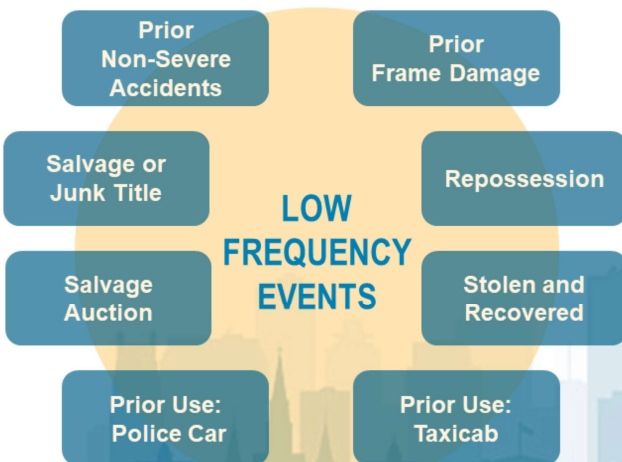 Prior
Non-Severe
Accidents
Prior
Frame Damage
Salvage or
Junk Title
Repossession
LOW
FREQUENCY
EVENTS
Salvage
Auction
Stolen and
Recovered
Prior Use:
Police Car
Prior Use:
Taxicab